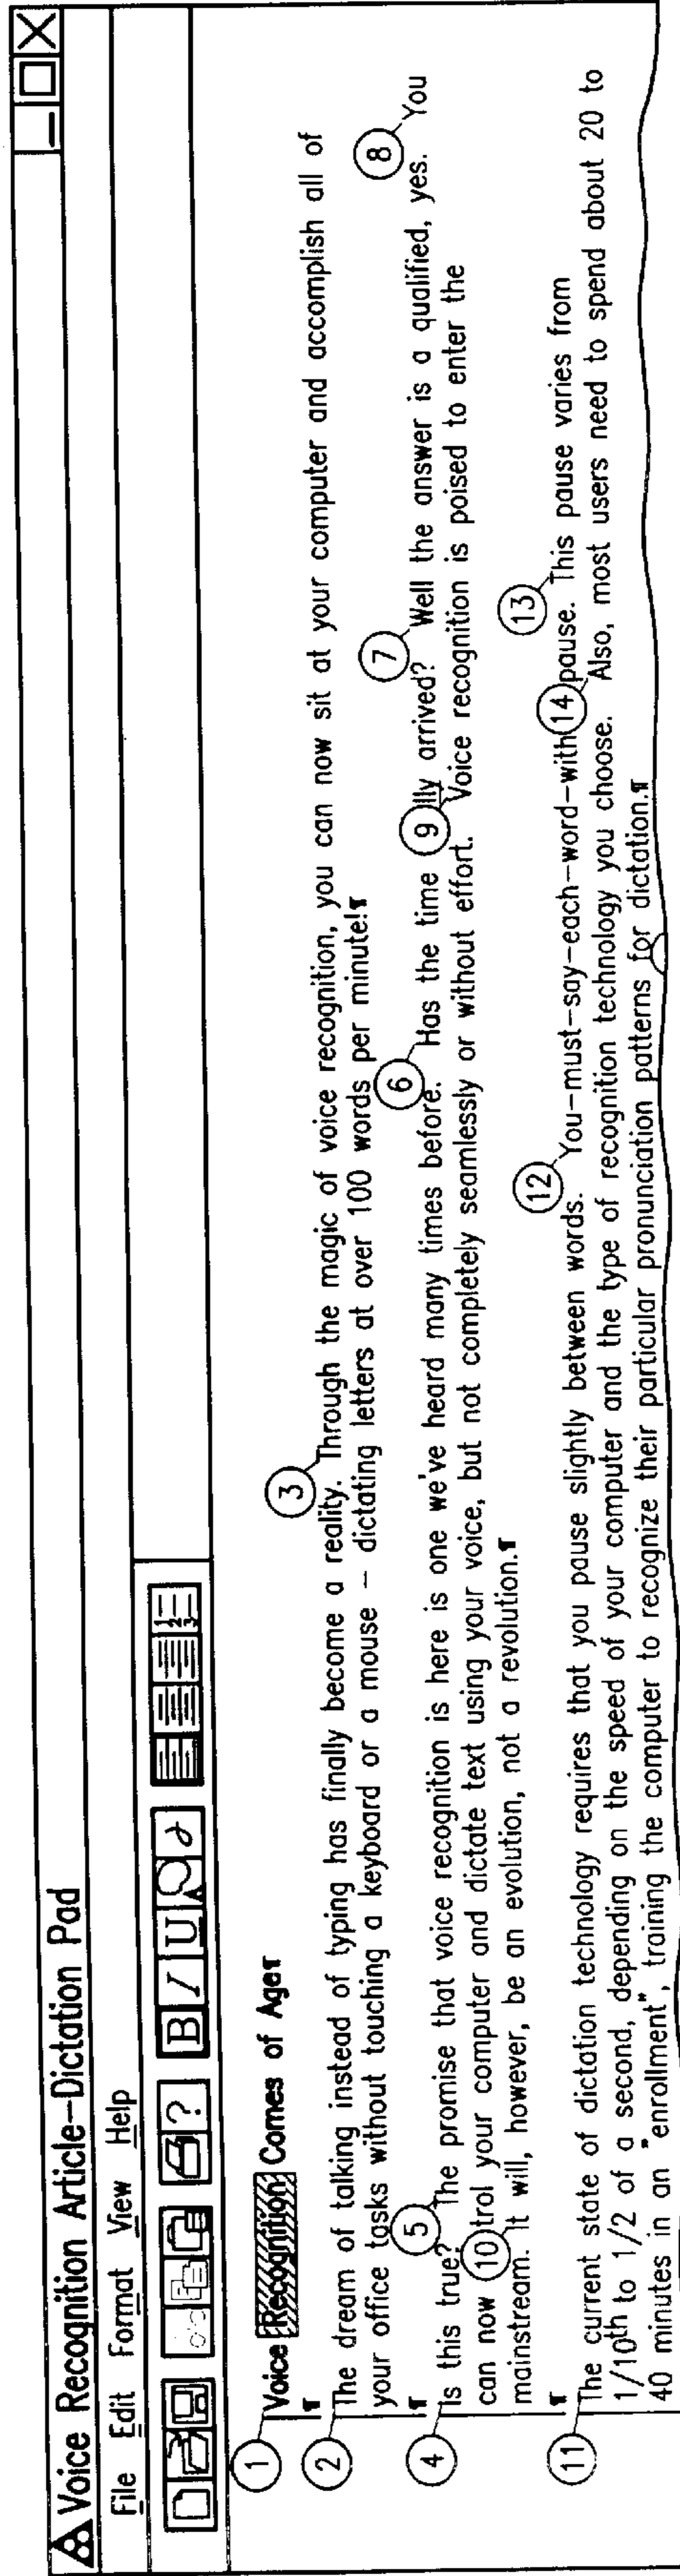 Voice Recognition Article–Dictation Pad
File Edit Format View Help
B I U ?
1 Voice Recognition Comes of Age¶
¶
2 The dream of talking instead of typing has finally become a reality. 3 Through the magic of voice recognition, you can now sit at your computer and accomplish all of
your office tasks without touching a keyboard or a mouse – dictating letters at over 100 words per minute!¶
¶
4 Is this true? 5 The promise that voice recognition is here is one we've heard many times before. 6 Has the time 9 lly arrived? 7 Well the answer is a qualified, yes. 8 You
can now 10 trol your computer and dictate text using your voice, but not completely seamlessly or without effort. Voice recognition is poised to enter the
mainstream. It will, however, be an evolution, not a revolution.¶
¶
11 The current state of dictation technology requires that you pause slightly between words. 12 You–must–say–each–word–with 14 pause. 13 This pause varies from
1/10th to 1/2 of a second, depending on the speed of your computer and the type of recognition technology you choose. Also, most users need to spend about 20 to
40 minutes in an "enrollment", training the computer to recognize their particular pronunciation patterns for dictation.¶